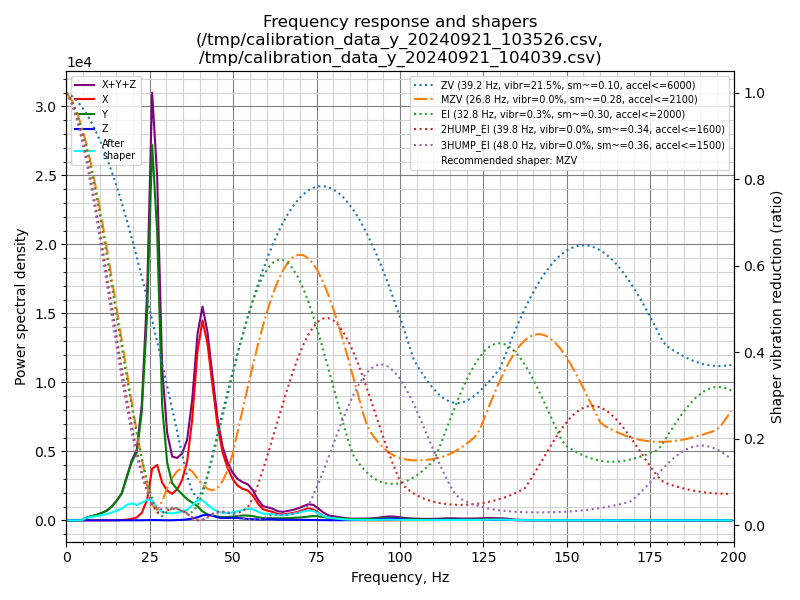 Frequency response and shapers
(/tmp/calibration_data_y_20240921_103526.csv,
/tmp/calibration_data_y_20240921_104039.csv)
1e4
X+Y+Z
X
Y
Z
After
shaper
ZV (39.2 Hz, vibr=21.5%, sm~=0.10, accel<=6000)
MZV (26.8 Hz, vibr=0.0%, sm~=0.28, accel<=2100)
EI (32.8 Hz, vibr=0.3%, sm~=0.30, accel<=2000)
2HUMP_EI (39.8 Hz, vibr=0.0%, sm~=0.34, accel<=1600)
3HUMP_EI (48.0 Hz, vibr=0.0%, sm~=0.36, accel<=1500)
Recommended shaper: MZV
Power spectral density
3.0
2.5
2.0
1.5
1.0
0.5
0.0
1.0
0.8
0.6
0.4
0.2
0.0
Shaper vibration reduction (ratio)
0 25 50 75 100 125 150 175 200
Frequency, Hz